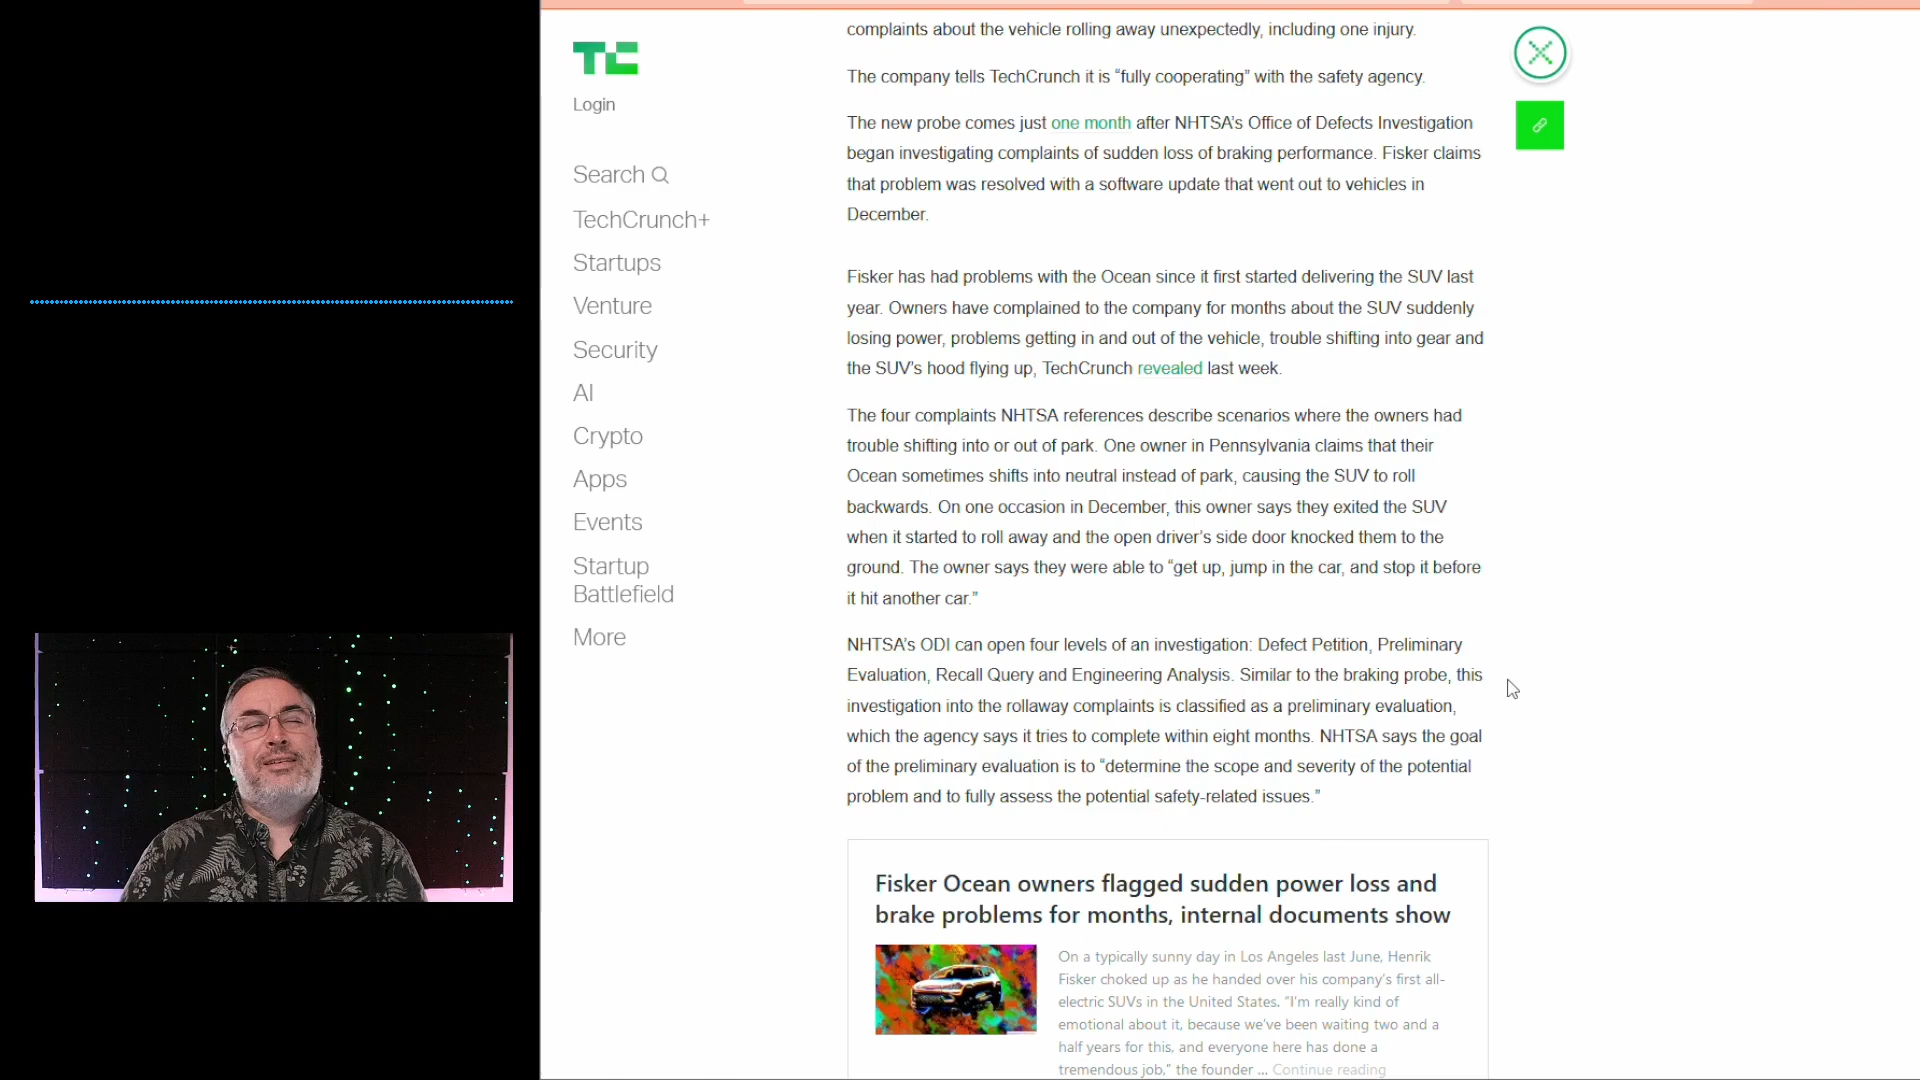 complaints about the vehicle rolling away unexpectedly, including one injury.
TC
Login
The company tells TechCrunch it is “fully cooperating” with the safety agency.
The new probe comes just one month after NHTSA’s Office of Defects Investigation
began investigating complaints of sudden loss of braking performance. Fisker claims
that problem was resolved with a software update that went out to vehicles in
December.
Search
TechCrunch+
Startups
Venture
Security
AI
Crypto
Apps
Events
Startup
Battlefield
More
Fisker has had problems with the Ocean since it first started delivering the SUV last
year. Owners have complained to the company for months about the SUV suddenly
losing power, problems getting in and out of the vehicle, trouble shifting into gear and
the SUV’s hood flying up, TechCrunch revealed last week.
The four complaints NHTSA references describe scenarios where the owners had
trouble shifting into or out of park. One owner in Pennsylvania claims that their
Ocean sometimes shifts into neutral instead of park, causing the SUV to roll
backwards. On one occasion in December, this owner says they exited the SUV
when it started to roll away and the open driver’s side door knocked them to the
ground. The owner says they were able to “get up, jump in the car, and stop it before
it hit another car.”
NHTSA’s ODI can open four levels of an investigation: Defect Petition, Preliminary
Evaluation, Recall Query and Engineering Analysis. Similar to the braking probe, this
investigation into the rollaway complaints is classified as a preliminary evaluation,
which the agency says it tries to complete within eight months. NHTSA says the goal
of the preliminary evaluation is to “determine the scope and severity of the potential
problem and to fully assess the potential safety-related issues.”
Fisker Ocean owners flagged sudden power loss and
brake problems for months, internal documents show
On a typically sunny day in Los Angeles last June, Henrik
Fisker choked up as he handed over his company’s first all-
electric SUVs in the United States. “I’m really kind of
emotional about it, because we’ve been waiting two and a
half years for this, and everyone here has done a
tremendous job,” the founder ... Continue reading